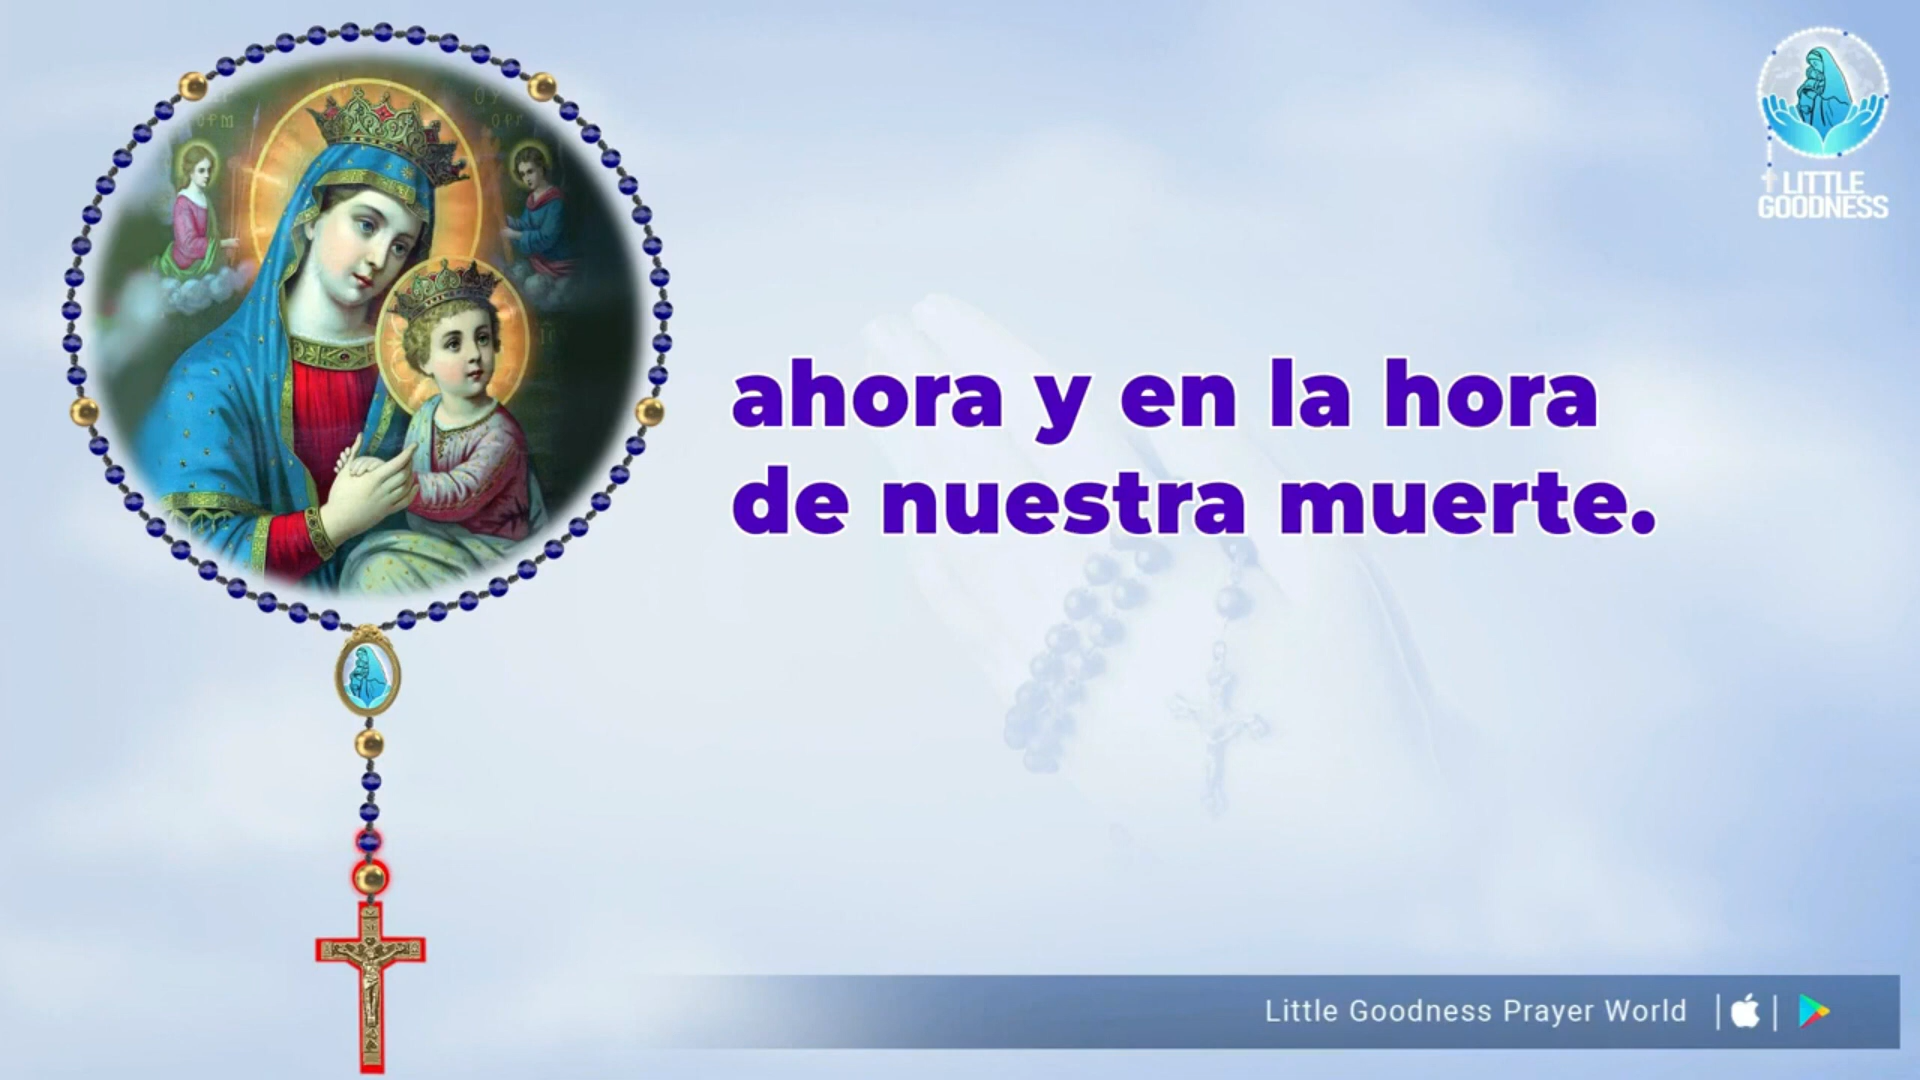 LITTLE
GOODNESS
ahora y en la hora
de nuestra muerte.
Little Goodness Prayer World